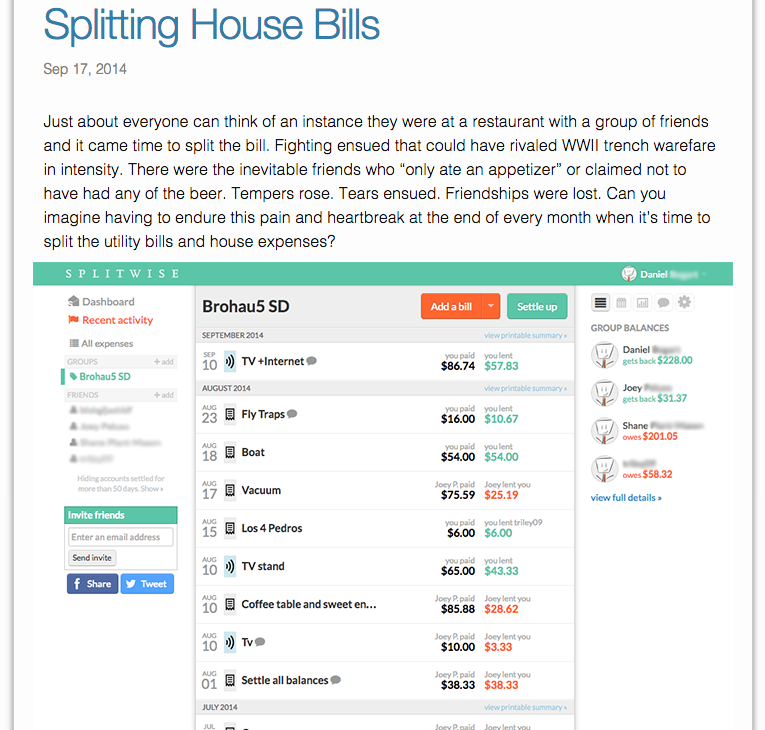 Splitting House Bills
Sep 17, 2014
Just about everyone can think of an instance they were at a restaurant with a group of friends
and it came time to split the bill. Fighting ensued that could have rivaled WWII trench warefare
in intensity. There were the inevitable friends who “only ate an appetizer” or claimed not to
have had any of the beer. Tempers rose. Tears ensued. Friendships were lost. Can you
imagine having to endure this pain and heartbreak at the end of every month when it's time to
split the utility bills and house expenses?
SPLITWISE
Daniel
Dashboard
Recent activity
All expenses
GROUPS + add
Brohau5 SD
FRIENDS + add
Hiding accounts settled for
more than 50 days. Show »
Invite friends
Enter an email address
Send invite
Share Tweet
Brohau5 SD Add a bill Settle up
SEPTEMBER 2014 view printable summary »
SEP 10 TV +Internet you paid $86.74 you lent $57.83
AUGUST 2014 view printable summary »
AUG 23 Fly Traps you paid $16.00 you lent $10.67
AUG 18 Boat you paid $54.00 you lent $54.00
AUG 17 Vacuum Joey P. paid $75.59 Joey lent you $25.19
AUG 15 Los 4 Pedros you paid $6.00 you lent triley09 $6.00
AUG 10 TV stand you paid $65.00 you lent $43.33
AUG 10 Coffee table and sweet en... Joey P. paid $85.88 Joey lent you $28.62
AUG 10 Tv Joey P. paid $10.00 Joey lent you $3.33
AUG 01 Settle all balances Joey P. paid $38.33 Joey lent you $38.33
JULY 2014 view printable summary »
JUL Joey P. paid Joey lent you
GROUP BALANCES
Daniel
gets back $228.00
Joey
gets back $31.37
Shane
owes $201.05
owes $58.32
view full details »